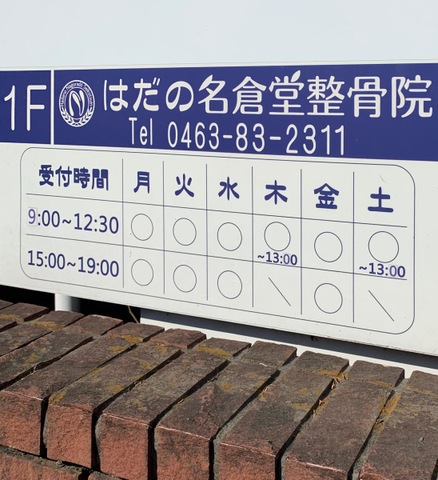 1F はだの名倉堂整骨院
Tel 0463-83-2311
受付時間 月 火 水 木 金 土
9:00~12:30 ○ ○ ○ ○ ○ ○
~13:00 ~13:00
15:00~19:00 ○ ○ ○ \ ○ \